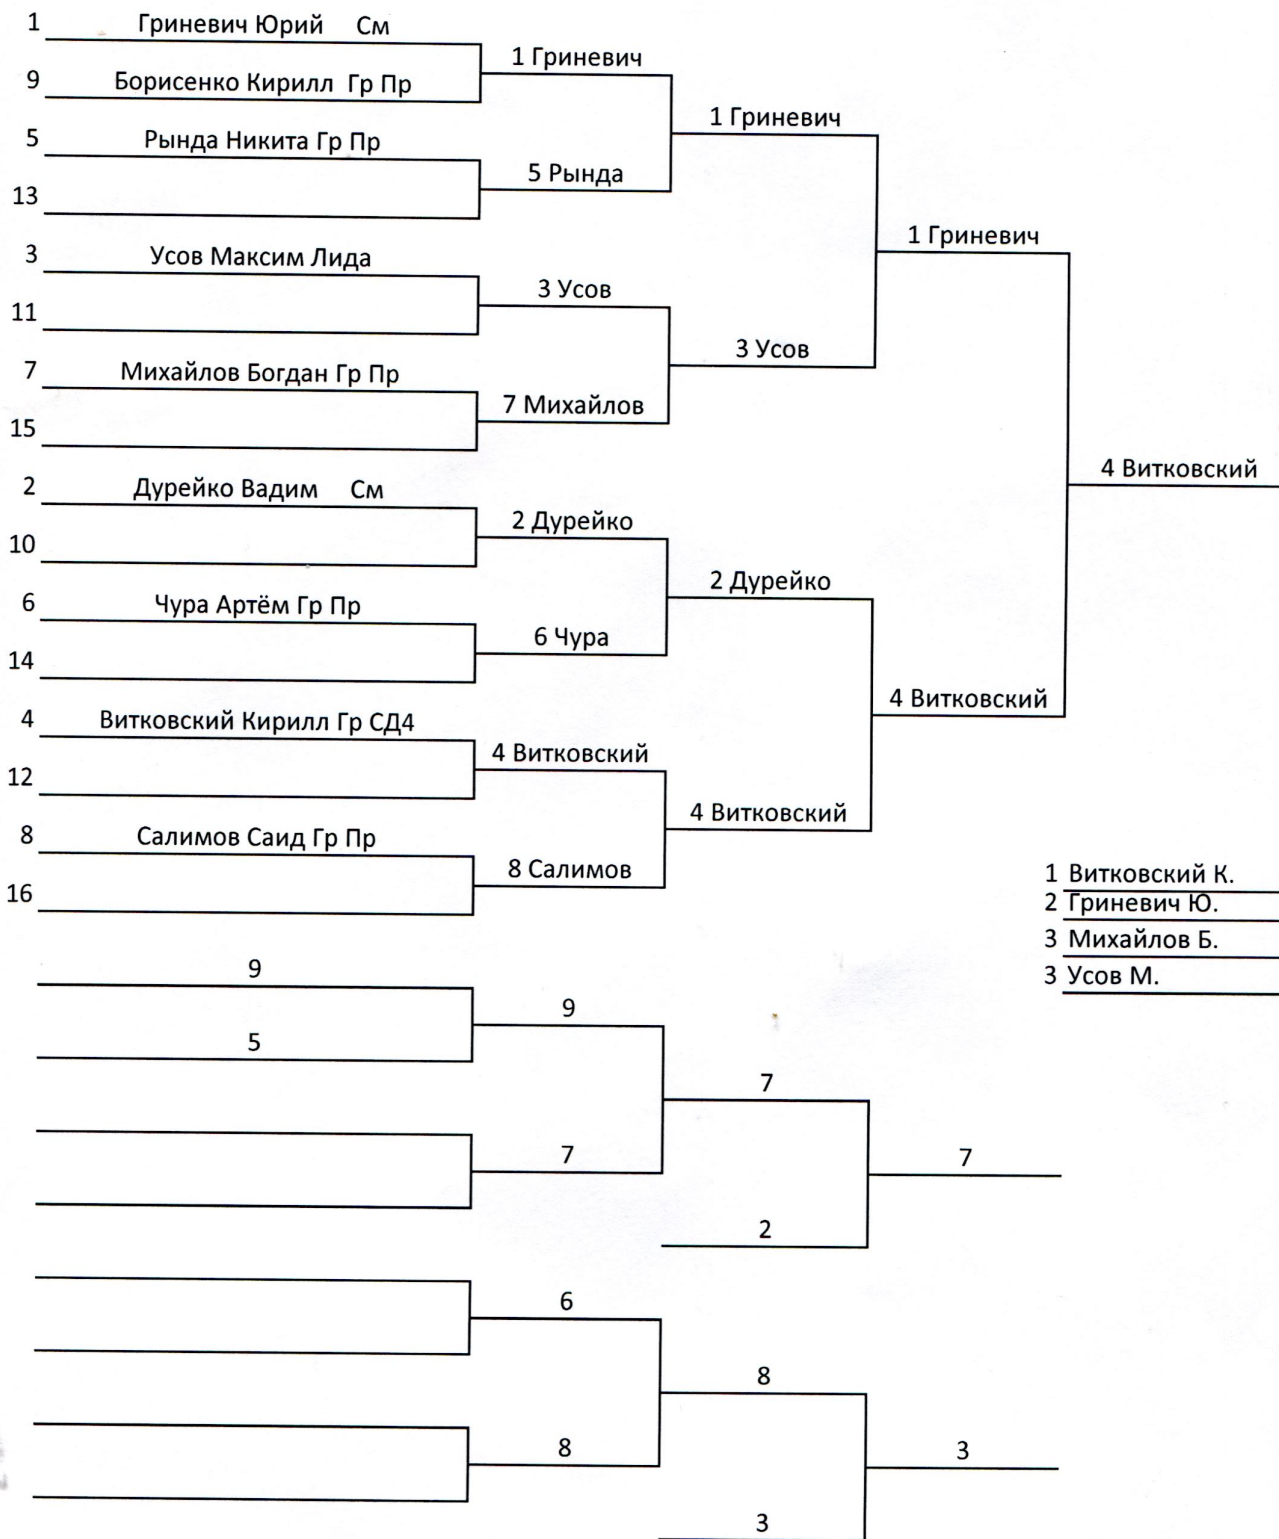 1 Гриневич Юрий См
1 Гриневич
9 Борисенко Кирилл Гр Пр
1 Гриневич
5 Рында Никита Гр Пр
5 Рында
13
1 Гриневич
3 Усов Максим Лида
3 Усов
11
3 Усов
7 Михайлов Богдан Гр Пр
7 Михайлов
15
4 Витковский
2 Дурейко Вадим См
2 Дурейко
10
2 Дурейко
6 Чура Артём Гр Пр
6 Чура
14
4 Витковский
4 Витковский Кирилл Гр СД4
4 Витковский
12
4 Витковский
8 Салимов Саид Гр Пр
8 Салимов
16
1 Витковский К.
2 Гриневич Ю.
3 Михайлов Б.
3 Усов М.
9
9
5
7
7
7
2
6
8
8
3
3